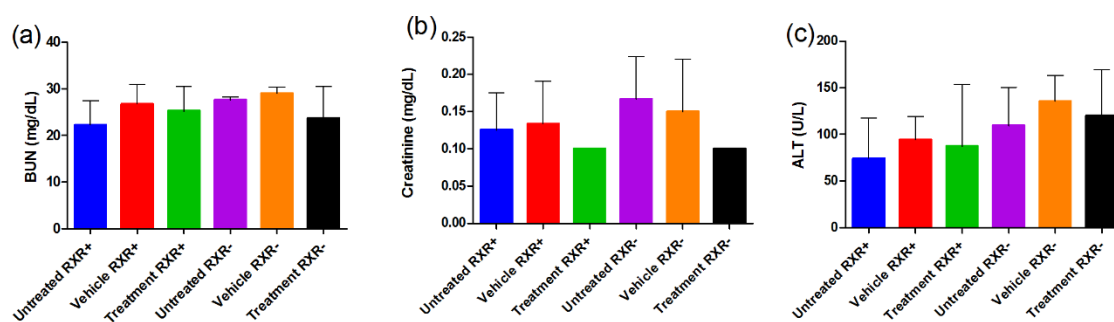 (a)
BUN (mg/dL)
40
30
20
10
0
Untreated RXR+
Vehicle RXR+
Treatment RXR+
Untreated RXR-
Vehicle RXR-
Treatment RXR-
(b)
Creatinine (mg/dL)
0.25
0.20
0.15
0.10
0.05
0.00
Untreated RXR+
Vehicle RXR+
Treatment RXR+
Untreated RXR-
Vehicle RXR-
Treatment RXR-
(c)
ALT (U/L)
200
150
100
50
0
Untreated RXR+
Vehicle RXR+
Treatment RXR+
Untreated RXR-
Vehicle RXR-
Treatment RXR-